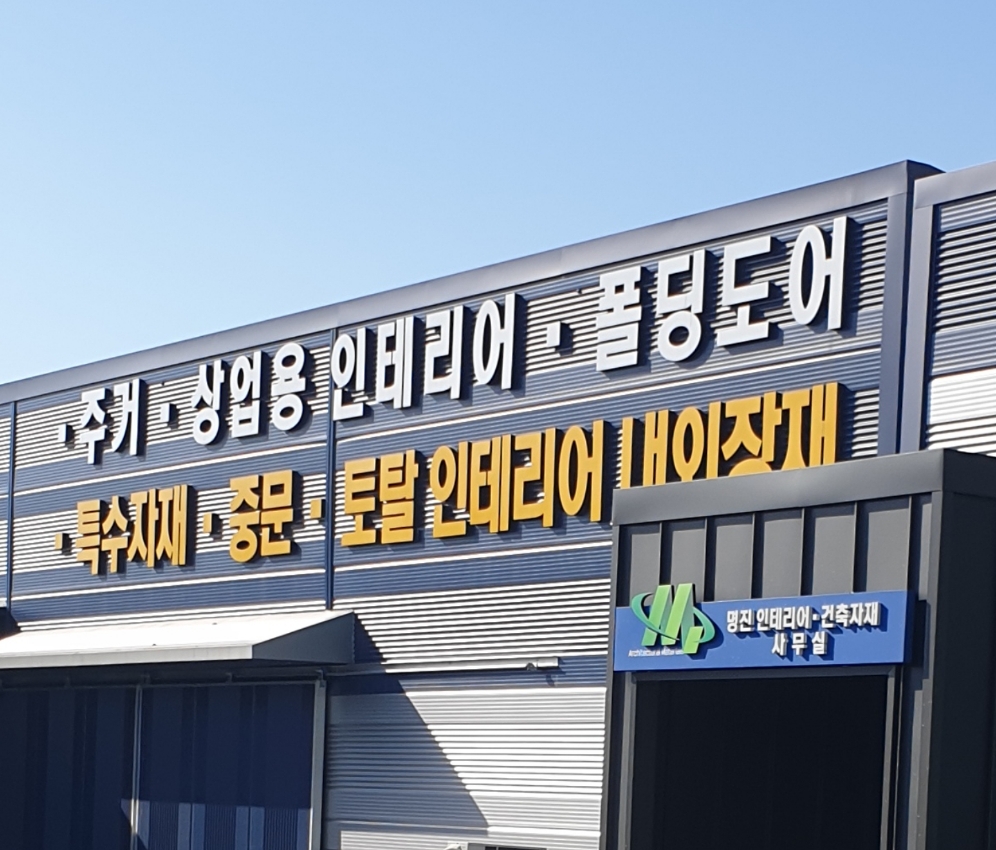 · 주커 · 상업용 인테리어 · 폴딩도어
· 특수자재 · 중문 · 토탈 인테리어 내외장재
명진 인테리어 · 건축자재
사무실